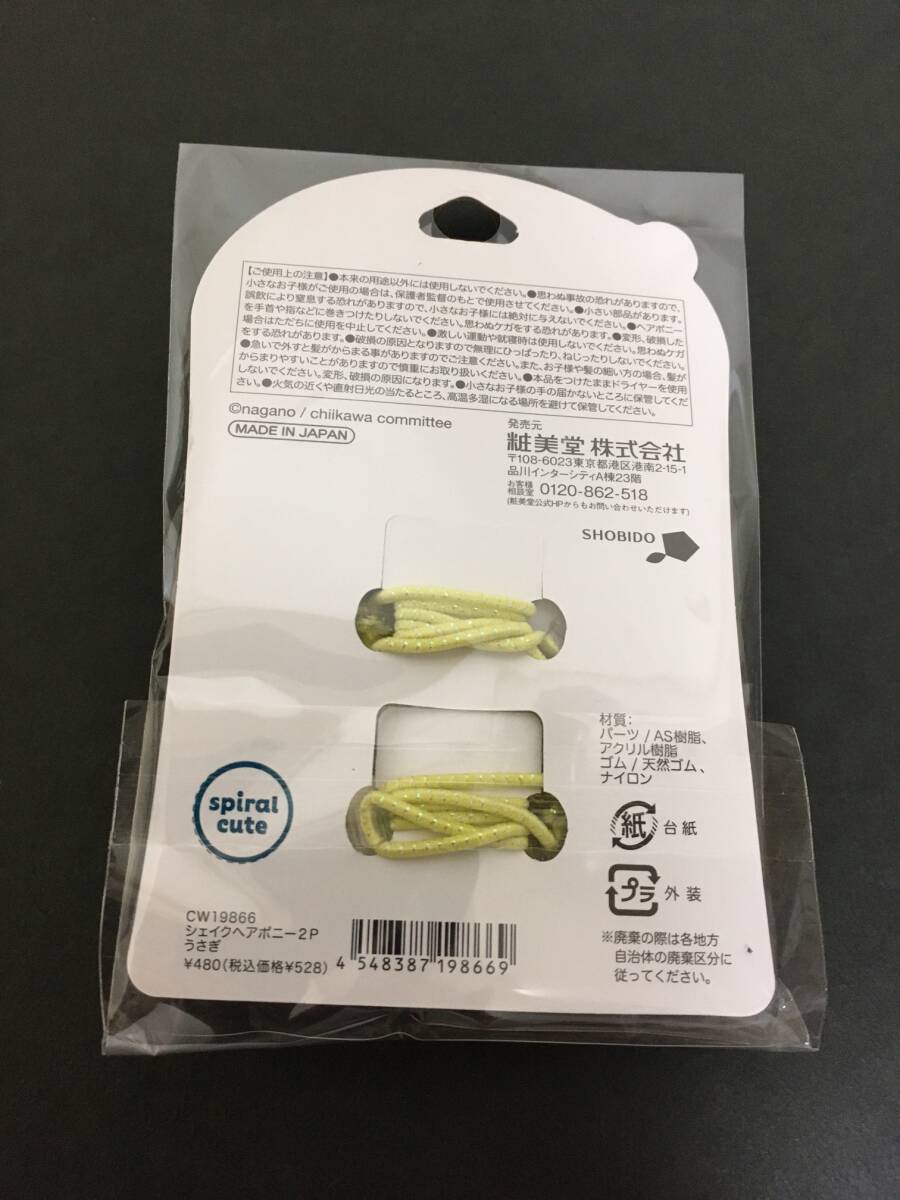 【ご使用上の注意】●本来の用途以外には使用しないでください。●思わぬ事故の恐れがありますので、
小さなお子様がご使用の場合は、保護者監督のもとで使用させてください。●小さい部品があります。
誤飲により窒息する恐れがありますので、小さなお子様には絶対に与えないでください。●ヘアポニー
を手首や指などに巻きつけたりしないでください。思わぬケガをする恐れがあります。●変形、破損した
場合はただちに使用を中止してください。●激しい運動や就寝時は使用しないでください。思わぬケガ
をする恐れがあります。●破損の原因となりますので無理にひっぱったり、ねじったりしないでください。
●急いで外すと髪がからまる事がありますのでご注意ください。また、お子様や髪の細い方の場合、髪が
からまりやすいことがありますので慎重にお取り扱いください。●本品をつけたままドライヤーを使用
しないでください。変形、破損の原因になります。●小さなお子様の手の届かないところに保管してくだ
さい。●火気の近くや直射日光の当たるところ、高温多湿になる場所を避けて保管してください。
©nagano / chiikawa committee
MADE IN JAPAN
発売元
粧美堂 株式会社
〒108-6023東京都港区港南2-15-1
品川インターシティA棟23階
お客様
相談室 0120-862-518
(粧美堂公式HPからもお問い合わせいただけます)
SHOBIDO
材質：
パーツ / AS樹脂、
アクリル樹脂
ゴム / 天然ゴム、
ナイロン
spiral
cute
紙 台紙
プラ 外装
CW19866
シェイクヘアポニー2P
うさぎ
¥480(税込価格¥528)
4 548387 198669
※廃棄の際は各地方
自治体の廃棄区分に
従ってください。